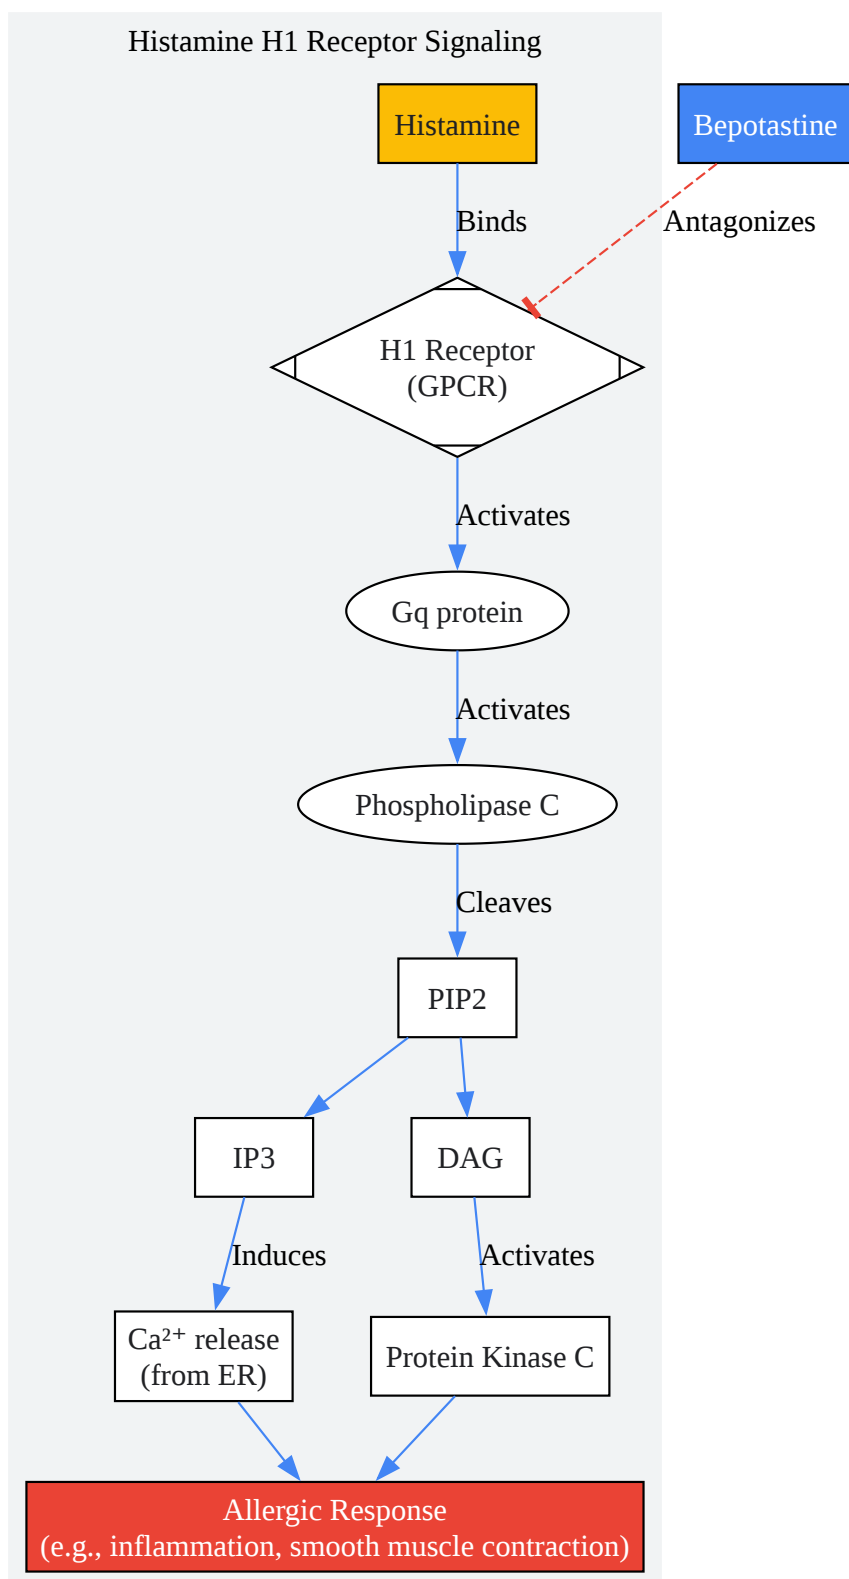 Histamine H1 Receptor Signaling
Histamine
Bepotastine
Binds
Antagonizes
H1 Receptor
(GPCR)
Activates
Gq protein
Activates
Phospholipase C
Cleaves
PIP2
IP3
DAG
Induces
Activates
Ca²⁺ release
(from ER)
Protein Kinase C
Allergic Response
(e.g., inflammation, smooth muscle contraction)